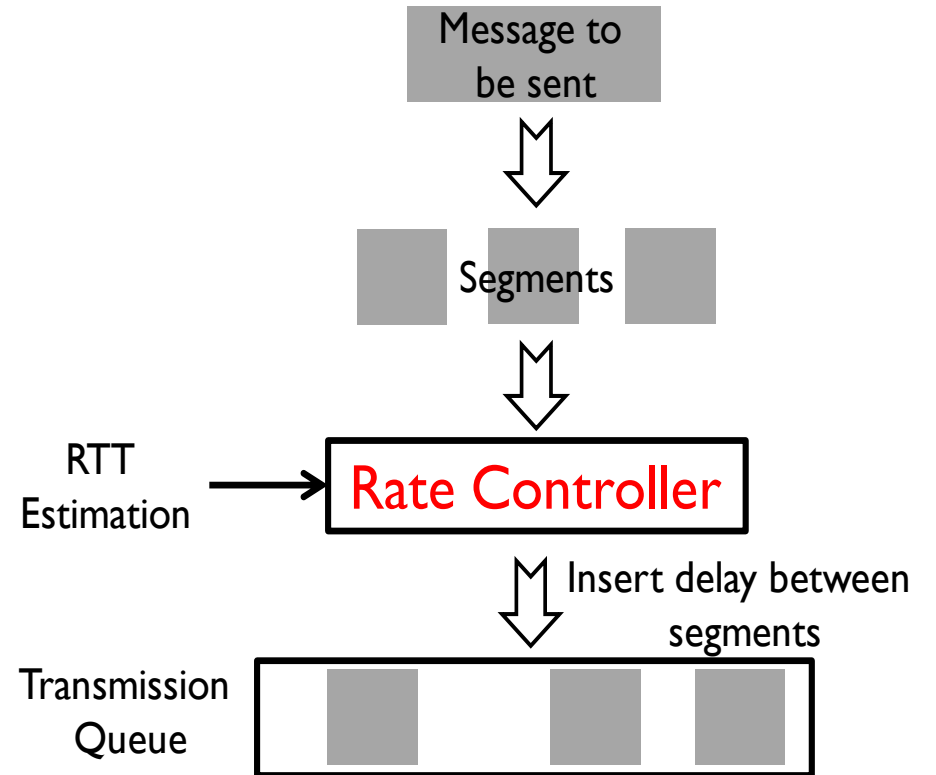 Message to
be sent
Segments
RTT
Estimation
Rate Controller
Insert delay between
segments
Transmission
Queue